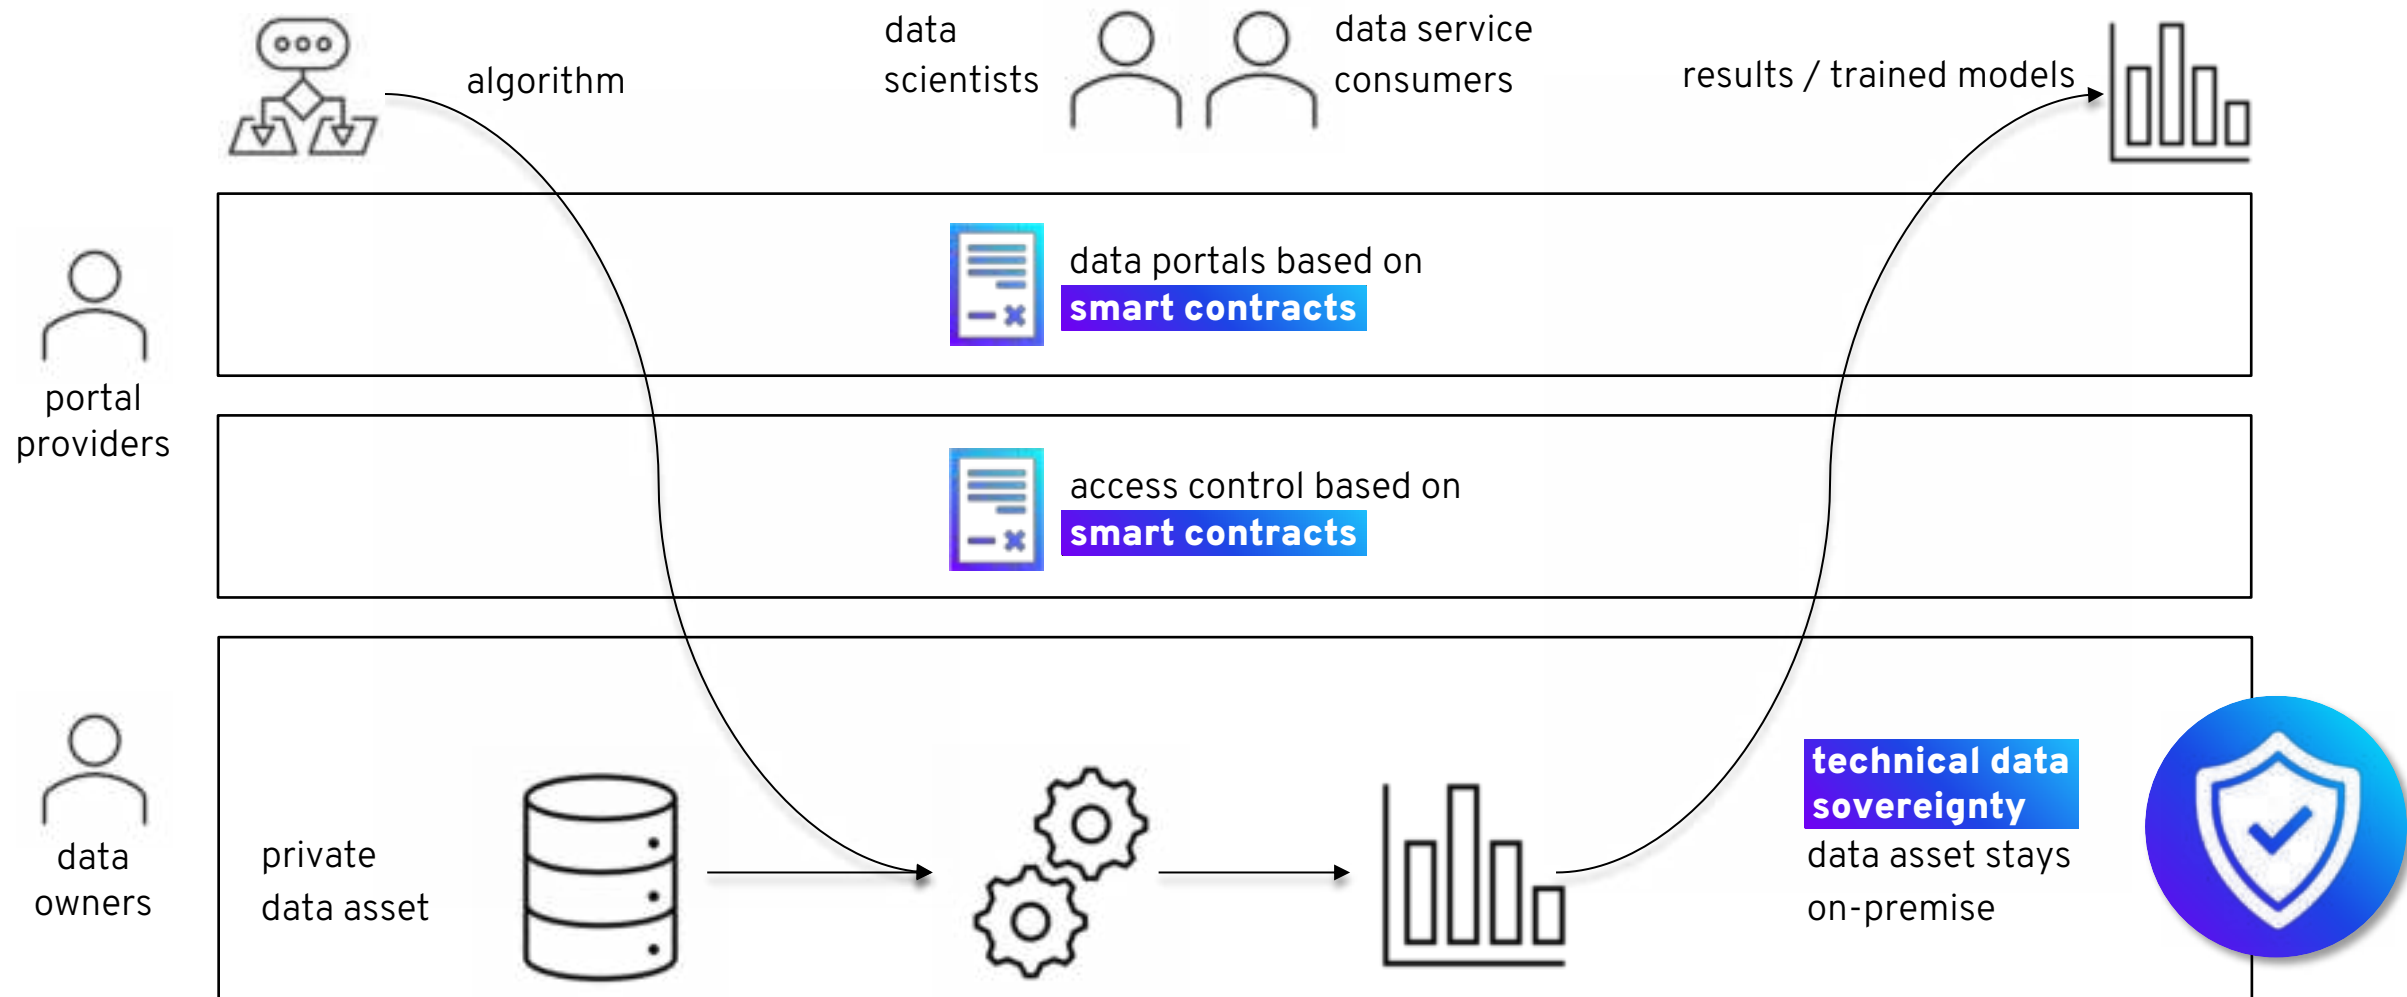 algorithm
data
scientists
data service
consumers
results / trained models
data portals based on
smart contracts
portal
providers
access control based on
smart contracts
data
owners
private
data asset
technical data
sovereignty
data asset stays
on-premise